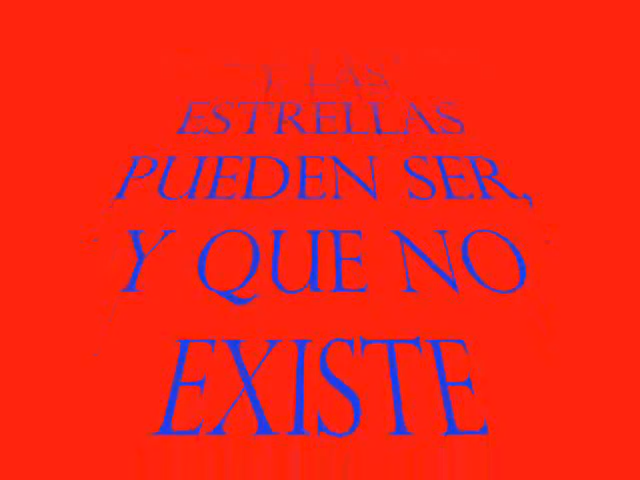 Y LAS
ESTRELLAS
PUEDEN SER,
Y QUE NO
EXISTE